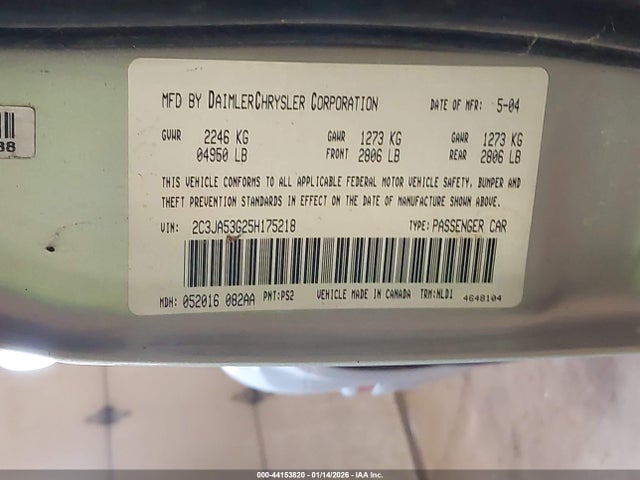 88
MFD BY DAIMLERCHRYSLER CORPORATION DATE OF MFR: 5-04
GVWR 2246 KG GAWR 1273 KG GAWR 1273 KG
04950 LB FRONT 2806 LB REAR 2806 LB
THIS VEHICLE CONFORMS TO ALL APPLICABLE FEDERAL MOTOR VEHICLE SAFETY, BUMPER AND
THEFT PREVENTION STANDARDS IN EFFECT ON THE DATE OF MANUFACTURE SHOWN ABOVE.
VIN: 2C3JA53G25H175218 TYPE: PASSENGER CAR
MDH: 052016 082AA PNT: PS2 VEHICLE MADE IN CANADA TRM: NLD1 4648104
000-44153820 - 01/14/2026 - IAA Inc.